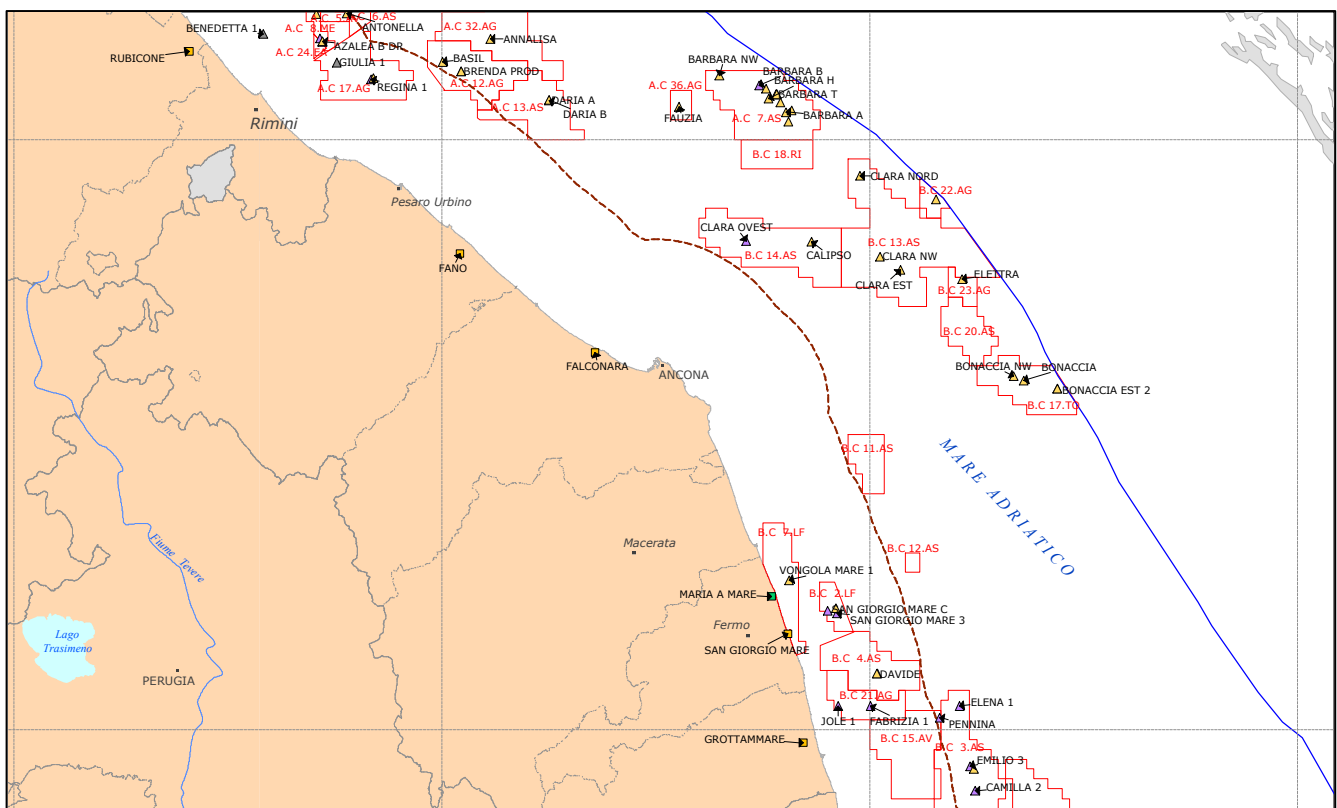 A.C 6.AS
BENEDETTA 1
A.C 8.ME
ANTONELLA
A.C 32.AG
ANNALISA
RUBICONE
A.C 24.EA
AZALEA B DR
GIULIA 1
BASIL
BRENDA PROD
A.C 17.AG
REGINA 1
A.C 12.AG
A.C 13.AS
DARIA A
DARIA B
Rimini
BARBARA NW
BARBARA B
BARBARA H
BARBARA T
BARBARA A
A.C 36.AG
FAUZIA
A.C 7.AS
B.C 18.RI
CLARA NORD
B.C 22.AG
Pesaro Urbino
CLARA OVEST
B.C 14.AS
CALIPSO
B.C 13.AS
CLARA NW
CLARA EST
ELETTRA
B.C 23.AG
FANO
B.C 20.AS
FALCONARA
ANCONA
BONACCIA NW
BONACCIA
BONACCIA EST 2
B.C 17.TO
B.C 11.AS
MARE ADRIATICO
Fiume Tevere
Macerata
B.C 7.LF
B.C 12.AS
VONGOLA MARE 1
MARIA A MARE
B.C 2.LF
SAN GIORGIO MARE C
SAN GIORGIO MARE 3
Fermo
SAN GIORGIO MARE
Lago
Trasimeno
PERUGIA
B.C 4.AS
DAVIDE
B.C 21.AG
JOLE 1
FABRIZIA 1
ELENA 1
PENNINA
GROTTAMMARE
B.C 15.AV
B.C 3.AS
EMILIO 3
CAMILLA 2